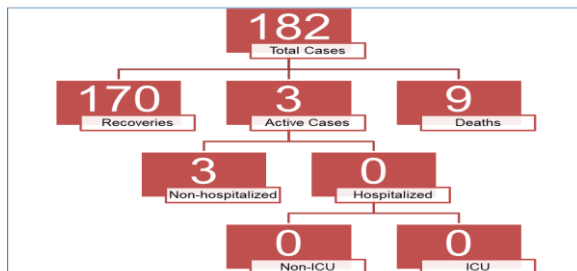 182
Total Cases
170
Recoveries
3
Active Cases
9
Deaths
3
Non-hospitalized
0
Hospitalized
0
Non-ICU
0
ICU